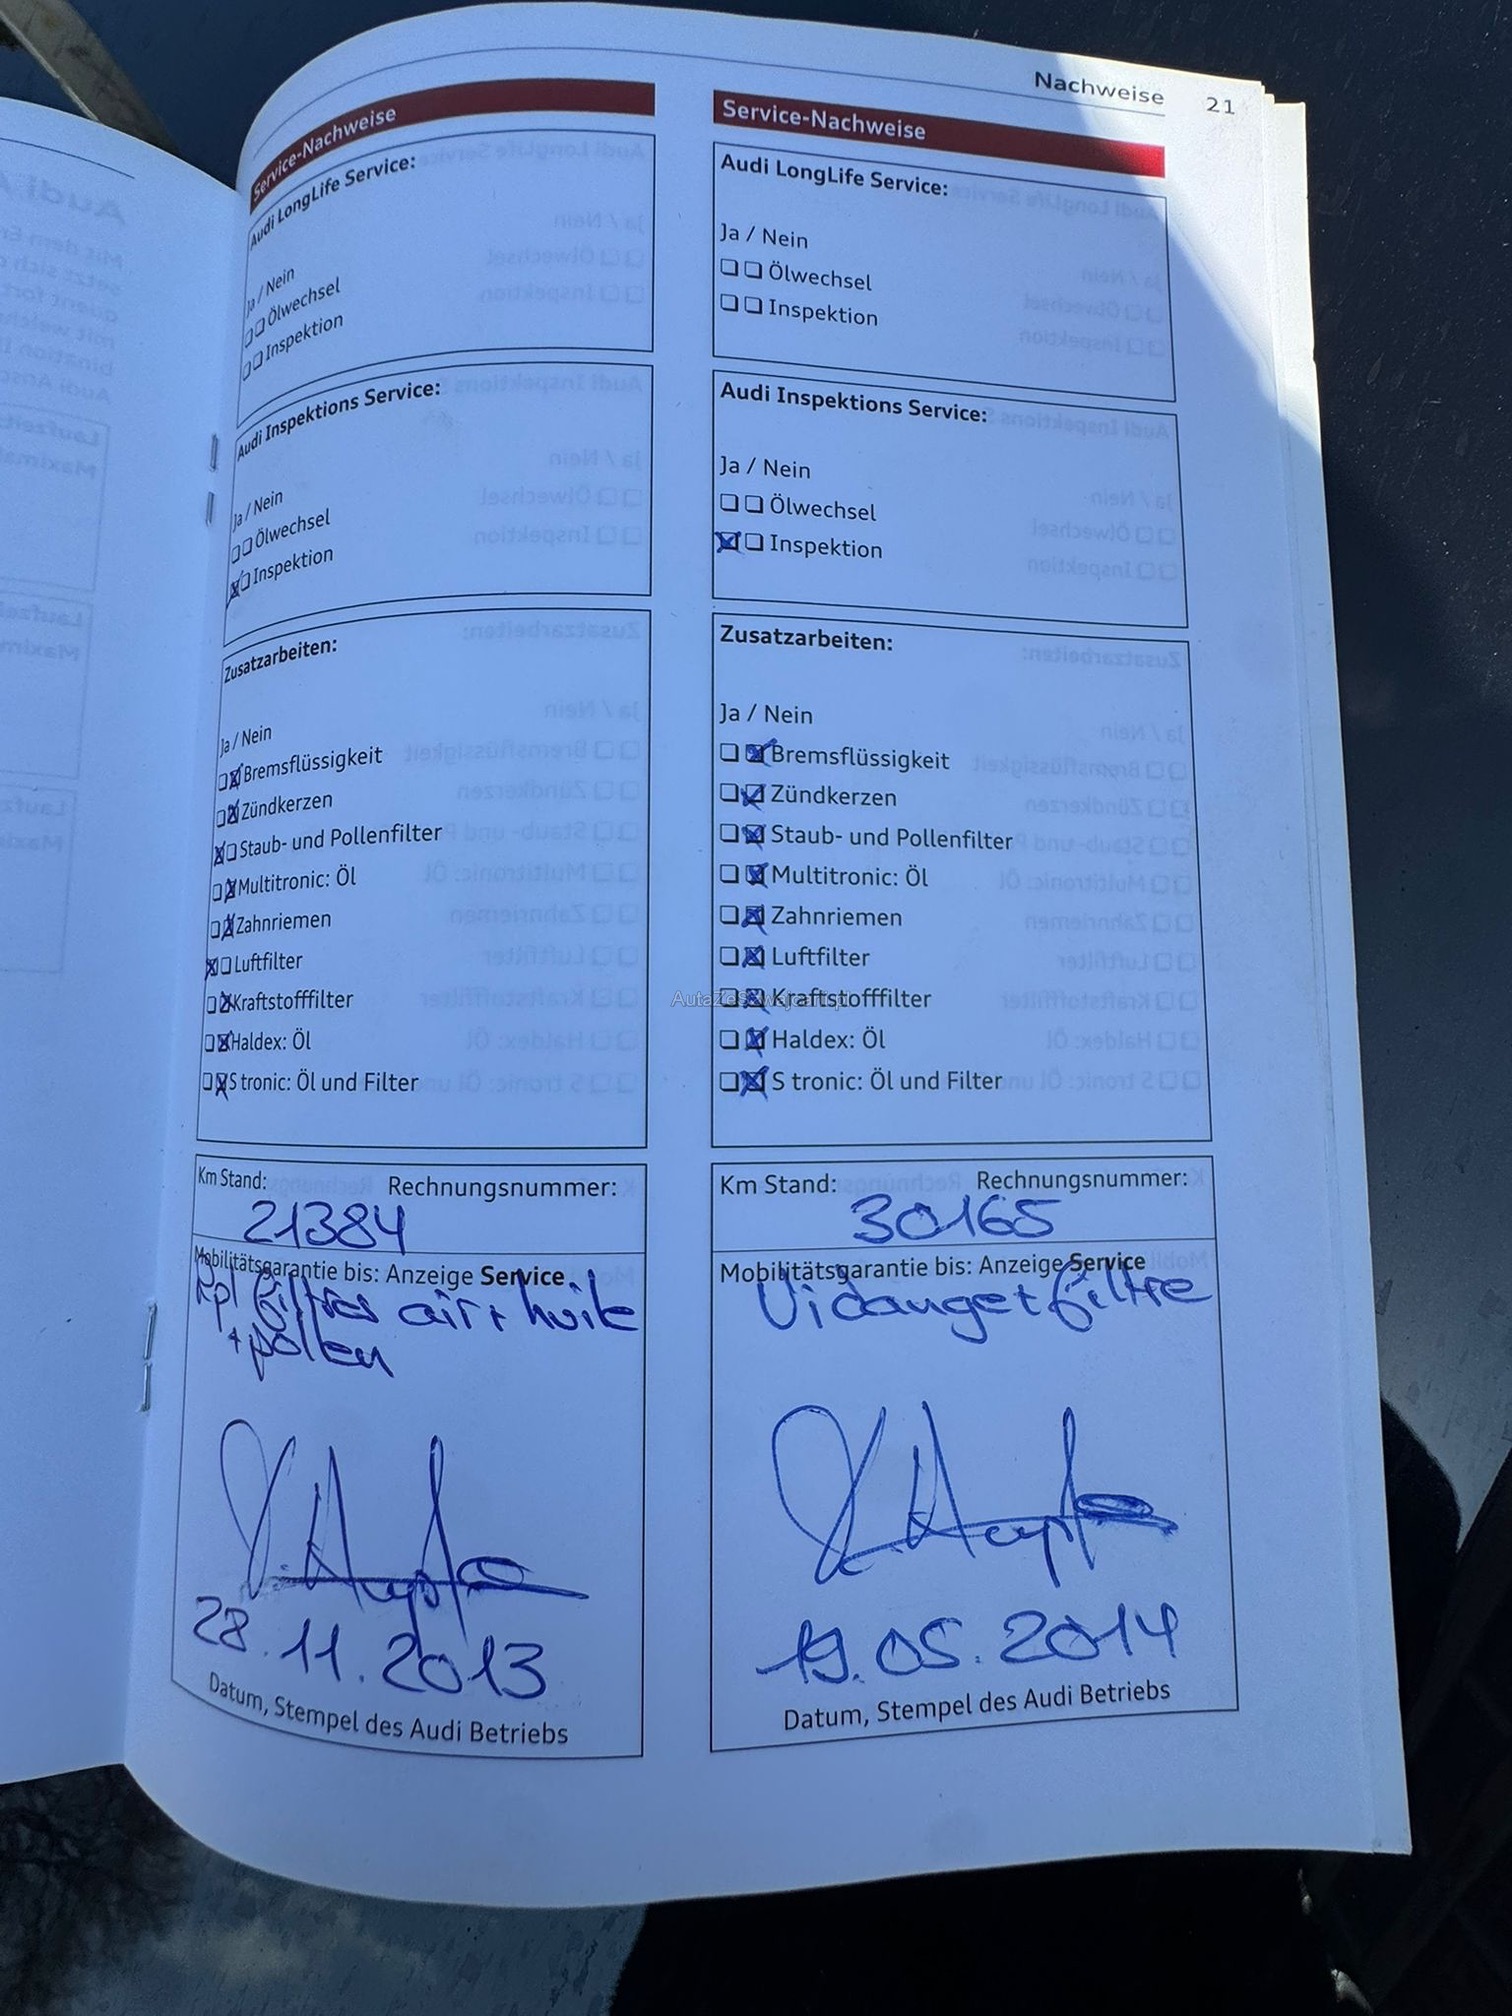 Nachweise 21
Service-Nachweise
Audi LongLife Service:
Ja / Nein
Ölwechsel
Inspektion
Audi Inspektions Service:
Ja / Nein
Ölwechsel
Inspektion
Zusatzarbeiten:
Ja / Nein
Bremsflüssigkeit
Zündkerzen
Staub- und Pollenfilter
Multitronic: Öl
Zahnriemen
Luftfilter
Kraftstofffilter
Haldex: Öl
S tronic: Öl und Filter
Km Stand: Rechnungsnummer:
21384
Mobilitätsgarantie bis: Anzeige Service
Rpl filtres air + huile
+ pollen
28.11.2013
Datum, Stempel des Audi Betriebs
Service-Nachweise
Audi LongLife Service:
Ja / Nein
Ölwechsel
Inspektion
Audi Inspektions Service:
Ja / Nein
Ölwechsel
Inspektion
Zusatzarbeiten:
Ja / Nein
Bremsflüssigkeit
Zündkerzen
Staub- und Pollenfilter
Multitronic: Öl
Zahnriemen
Luftfilter
Kraftstofffilter
Haldex: Öl
S tronic: Öl und Filter
Km Stand: Rechnungsnummer:
30165
Mobilitätsgarantie bis: Anzeige Service
Vidange + filtre
19.05.2014
Datum, Stempel des Audi Betriebs